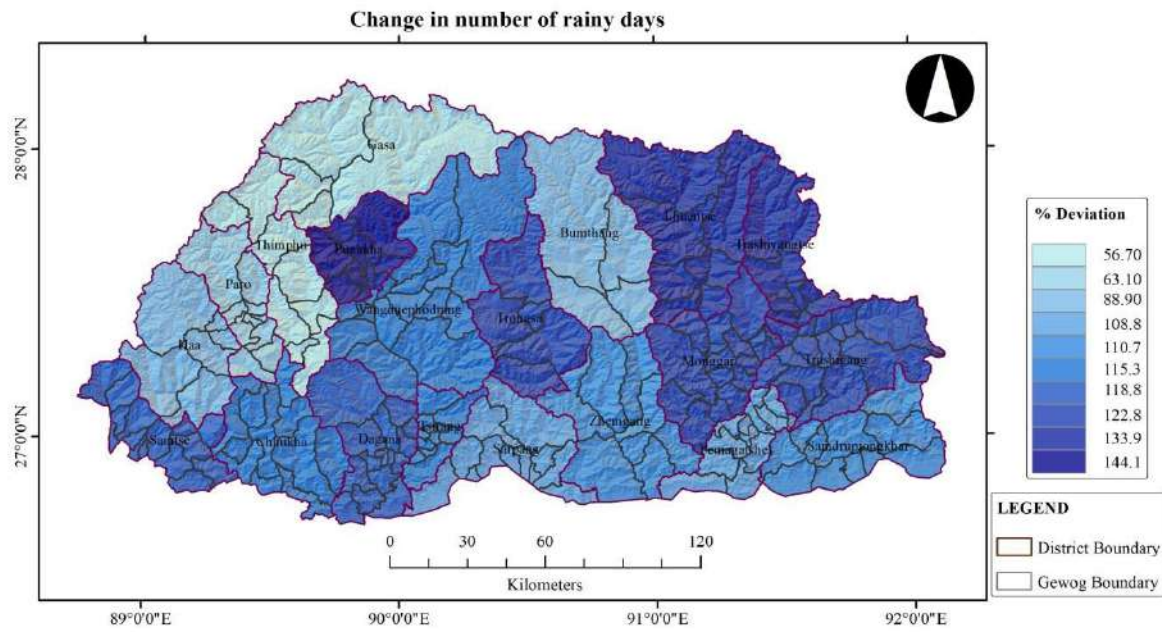 Change in number of rainy days
28°0'0"N
27°0'0"N
Gasa
Thimphu
Punakha
Paro
Haa
Wangduephodrang
Bumthang
Lhuentse
Trashiyangtse
Trongsa
Monggar
Trashigang
Samtse
Chhukha
Dagana
Tsirang
Sarpang
Zhemgang
Pemagatshel
Samdrupjongkhar
0 30 60 120
Kilometers
89°0'0"E 90°0'0"E 91°0'0"E 92°0'0"E
% Deviation
56.70
63.10
88.90
108.8
110.7
115.3
118.8
122.8
133.9
144.1
LEGEND
District Boundary
Gewog Boundary